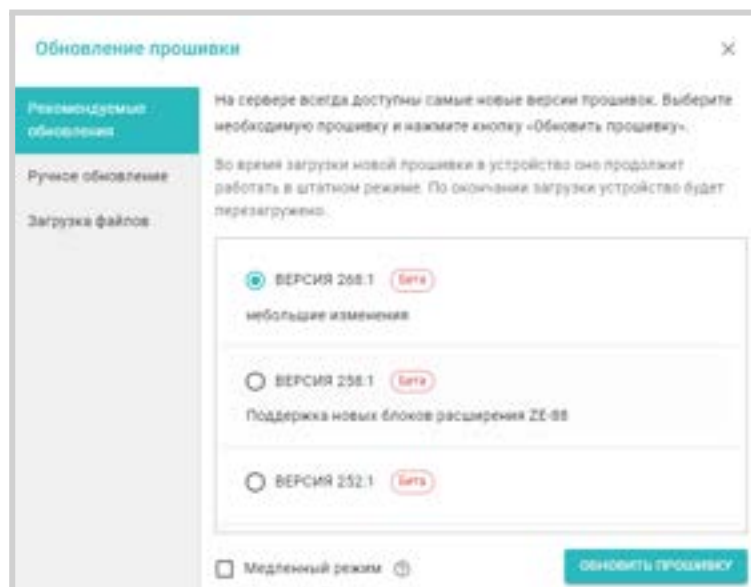 Обновление прошивки
Рекомендуемые
обновления
Ручное обновление
Загрузка файлов
На сервере всегда доступны самые новые версии прошивок. Выберите
необходимую прошивку и нажмите кнопку «Обновить прошивку».
Во время загрузки новой прошивки в устройство оно продолжит
работать в штатном режиме. По окончании загрузки устройство будет
перезагружено.
ВЕРСИЯ 268.1 Бета
небольшие изменения
ВЕРСИЯ 258.1 Бета
Поддержка новых блоков расширения ZE-88
ВЕРСИЯ 252.1 Бета
Медленный режим ?
ОБНОВИТЬ ПРОШИВКУ